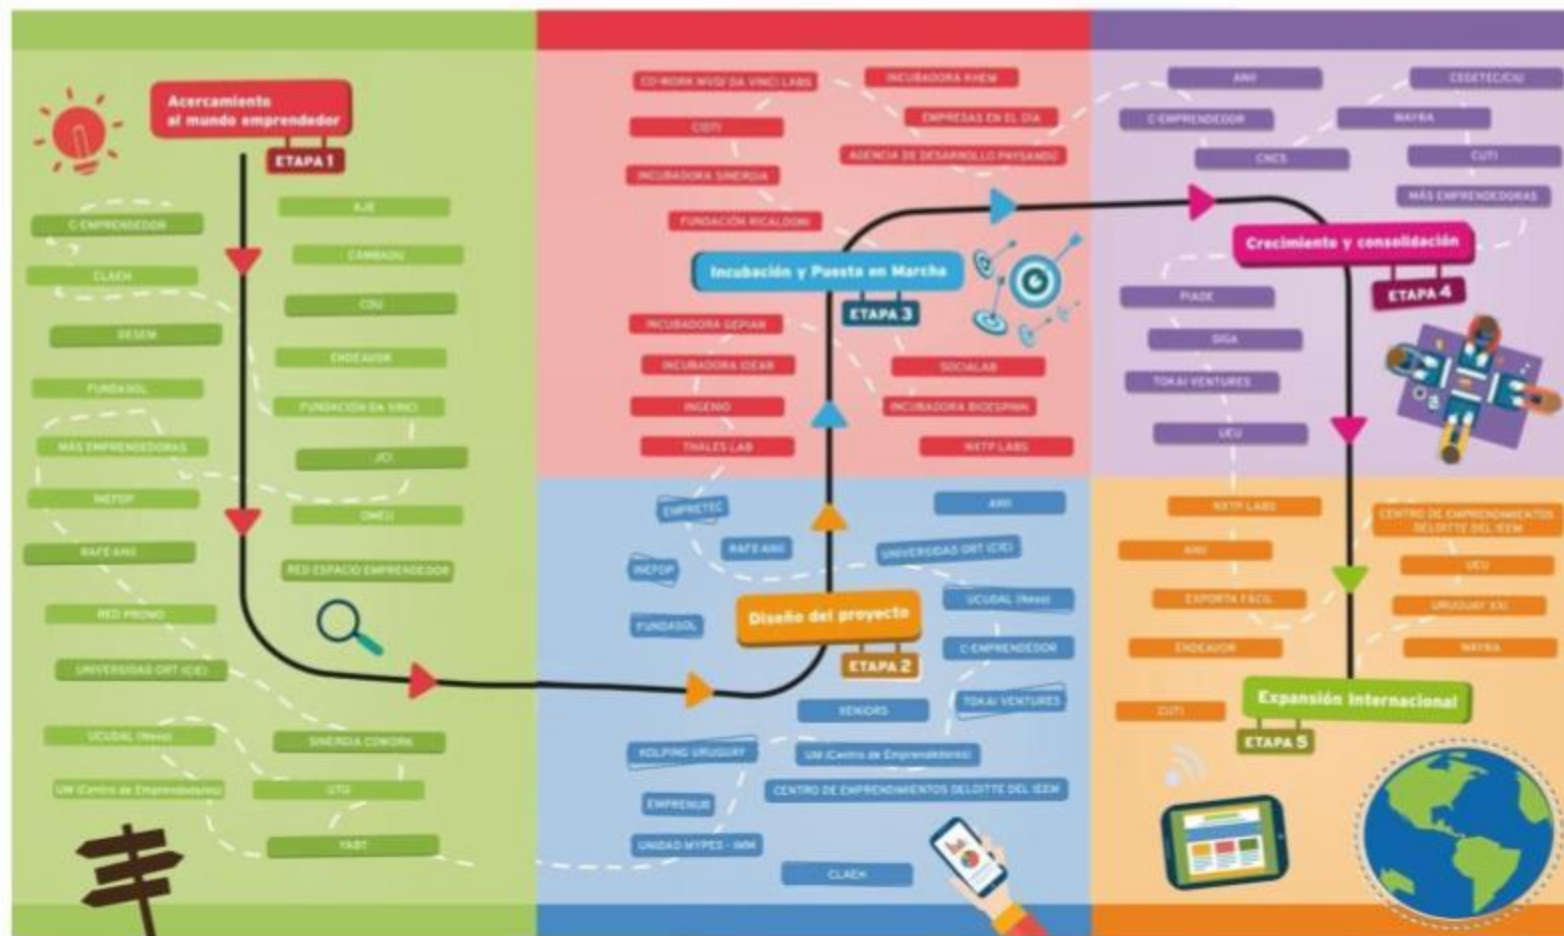 Acercamiento
al mundo emprendedor
ETAPA 1
C-EMPRENDEDOR
CLAEH
DESEM
FUNDASOL
MÁS EMPRENDEDORAS
INEFOP
RAFE ANII
RED PROMO
UNIVERSIDAD ORT (CIE)
UCUDAL (Nexo)
UM (Centro de Emprendedores)
AJE
CAMBADU
CDU
ENDEAVOR
FUNDACIÓN DA VINCI
JCI
OMEU
RED ESPACIO EMPRENDEDOR
SINERGIA COWORK
UTU
YABT
CO-WORK MVD/ DA VINCI LABS
CIDTI
INCUBADORA SINERGIA
FUNDACIÓN RICALDONI
INCUBADORA KHEM
EMPRESAS EN EL DÍA
AGENCIA DE DESARROLLO PAYSANDÚ
Incubación y Puesta en Marcha
ETAPA 3
INCUBADORA GEPIAN
INCUBADORA IDEAR
INGENIO
THALES LAB
SOCIALAB
INCUBADORA BIOESPINN
NXTP LABS
EMPRETEC
RAFE ANII
INEFOP
FUNDASOL
ANII
UNIVERSIDAD ORT (CIE)
UCUDAL (Nexo)
C-EMPRENDEDOR
TOKAI VENTURES
Diseño del proyecto
ETAPA 2
XENIORS
KOLPING URUGUAY
UM (Centro de Emprendedores)
EMPRENUR
CENTRO DE EMPRENDIMIENTOS DELOITTE DEL IEEM
UNIDAD MYPES - IMM
CLAEH
ANII
C-EMPRENDEDOR
CNCS
CEGETEC/CIU
WAYRA
CUTI
MÁS EMPRENDEDORAS
Crecimiento y consolidación
ETAPA 4
PIADE
GIGA
TOKAI VENTURES
UEU
NXTP LABS
ANII
EXPORTA FÁCIL
ENDEAVOR
CUTI
CENTRO DE EMPRENDIMIENTOS
DELOITTE DEL IEEM
UEU
URUGUAY XXI
WAYRA
Expansión Internacional
ETAPA 5